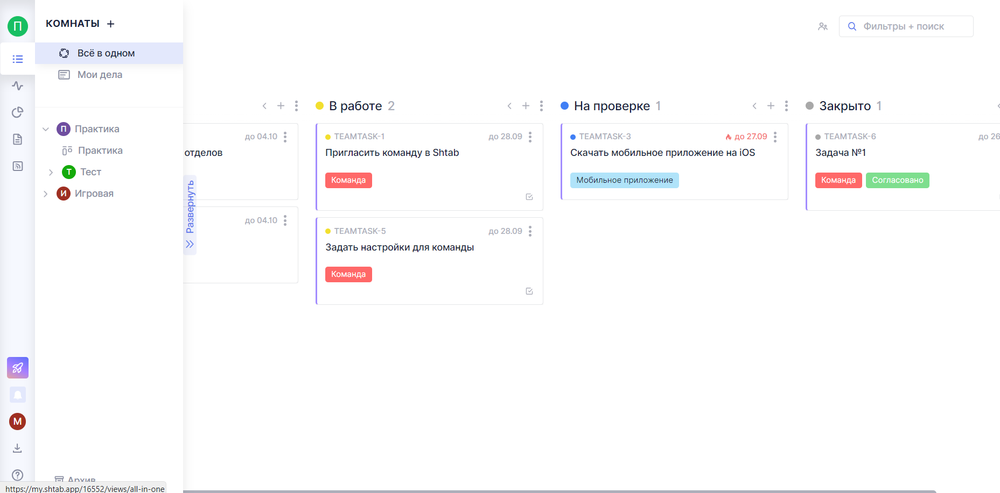 П
КОМНАТЫ +
Всё в одном
Мои дела
П Практика
Практика
Т Тест
И Игровая
М
Архив
https://my.shtab.app/16552/views/all-in-one
Развернуть
Фильтры + поиск
до 04.10
отделов
до 04.10
В работе 2
TEAMTASK-1 до 28.09
Пригласить команду в Shtab
Команда
TEAMTASK-5 до 28.09
Задать настройки для команды
Команда
На проверке 1
TEAMTASK-3 до 27.09
Скачать мобильное приложение на iOS
Мобильное приложение
Закрыто 1
TEAMTASK-6 до 26
Задача №1
Команда Согласовано